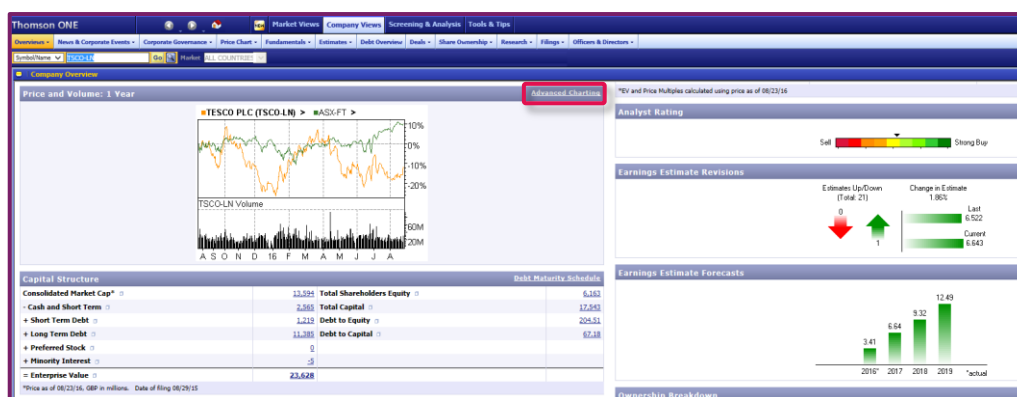 Thomson ONE
NEW Market Views Company Views Screening & Analysis Tools & Tips
Overviews News & Corporate Events Corporate Governance Price Chart Fundamentals Estimates Debt Overview Deals Share Ownership Research Filings Officers & Directors
Symbol/Name TSCO-LN Go Market ALL COUNTRIES
Company Overview
Price and Volume: 1 Year Advanced Charting
TESCO PLC (TSCO-LN) > ASX-FT >
10%
0%
-10%
-20%
TSCO-LN Volume
60M
20M
A S O N D 16 F M A M J J A
Capital Structure Debt Maturity Schedule
Consolidated Market Cap* 13,594 Total Shareholders Equity 6,163
- Cash and Short Term 2,565 Total Capital 17,543
+ Short Term Debt 1,219 Debt to Equity 204.51
+ Long Term Debt 11,385 Debt to Capital 67.18
+ Preferred Stock 0
+ Minority Interest -5
= Enterprise Value 23,628
*Price as of 08/23/16. GBP in millions. Date of filing 08/29/15
*EV and Price Multiples calculated using price as of 08/23/16
Analyst Rating
Sell Strong Buy
Earnings Estimate Revisions
Estimates Up/Down Change in Estimate
(Total: 21) 1.86%
0
1
Last
6.522
Current
6.643
Earnings Estimate Forecasts
12.49
9.32
6.64
3.41
2016* 2017 2018 2019 *actual
Ownership Breakdown